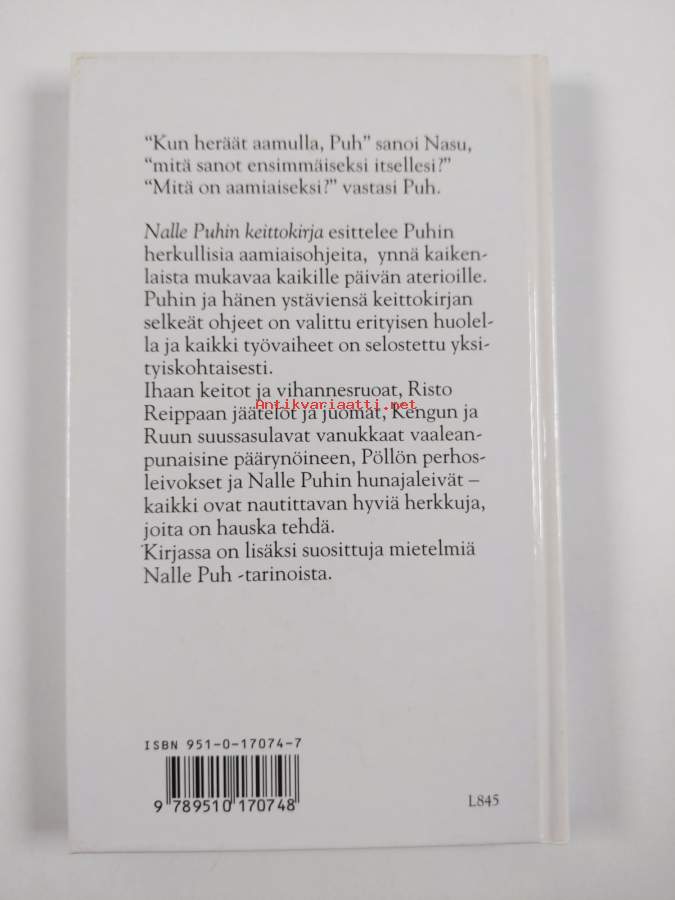 “Kun heräät aamulla, Puh” sanoi Nasu,
“mitä sanot ensimmäiseksi itsellesi?”
“Mitä on aamiaiseksi?” vastasi Puh.
Nalle Puhin keittokirja esittelee Puhin
herkullisia aamiaisohjeita, ynnä kaiken-
laista mukavaa kaikille päivän aterioille.
Puhin ja hänen ystäviensä keittokirjan
selkeät ohjeet on valittu erityisen huolel-
la ja kaikki työvaiheet on selostettu yksi-
tyiskohtaisesti.
Ihaan keitot ja vihannesruoat, Risto
Antikvariaatti.net
Reippaan jäätelöt ja juomat, Kengun ja
Ruun suussasulavat vanukkaat vaalean-
punaisine päärynöineen, Pöllön perhos-
leivokset ja Nalle Puhin hunajaleivät –
kaikki ovat nautittavan hyviä herkkuja,
joita on hauska tehdä.
Kirjassa on lisäksi suosittuja mietelmiä
Nalle Puh -tarinoista.
ISBN 951-0-17074-7
9 789510 170748
L845